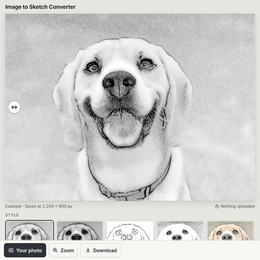 Image to Sketch Converter
Example · Saves at 1,200 × 900 px
Nothing uploaded
STYLE
Your photo
Zoom
Download